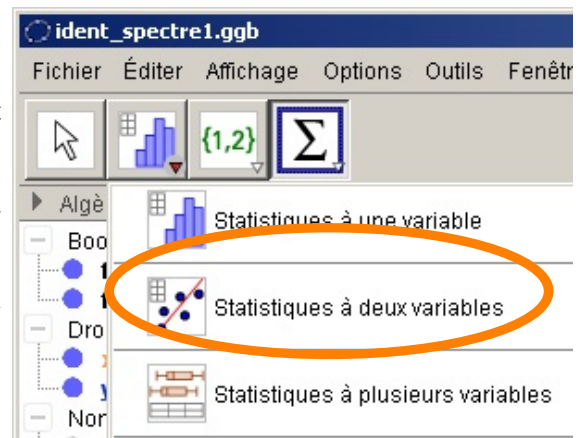 ident_spectre1.ggb
Fichier Éditer Affichage Options Outils Fenêtr
{1,2} Σ
Algè
Statistiques à une variable
Boo
Statistiques à deux variables
Dro
Statistiques à plusieurs variables
Nor